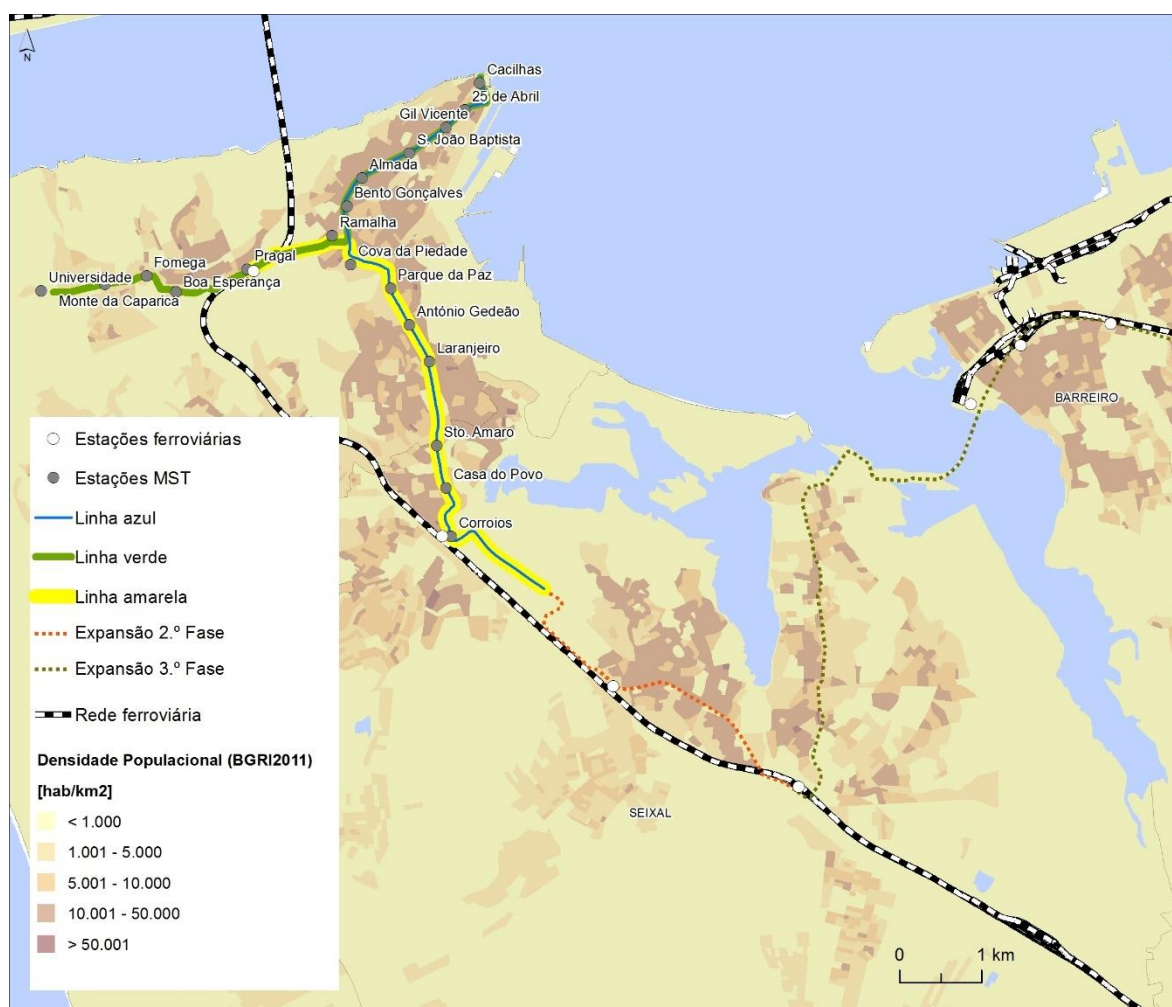 N
Cacilhas
25 de Abril
Gil Vicente
S. João Baptista
Almada
Bento Gonçalves
Ramalha
Cova da Piedade
Pragal
Fomega
Universidade
Boa Esperança
Monte da Caparica
Parque da Paz
António Gedeão
Laranjeiro
BARREIRO
Sto. Amaro
Casa do Povo
Corroios
SEIXAL
Estações ferroviárias
Estações MST
Linha azul
Linha verde
Linha amarela
Expansão 2.º Fase
Expansão 3.º Fase
Rede ferroviária
Densidade Populacional (BGRI2011)
[hab/km2]
< 1.000
1.001 - 5.000
5.001 - 10.000
10.001 - 50.000
> 50.001
0 1 km